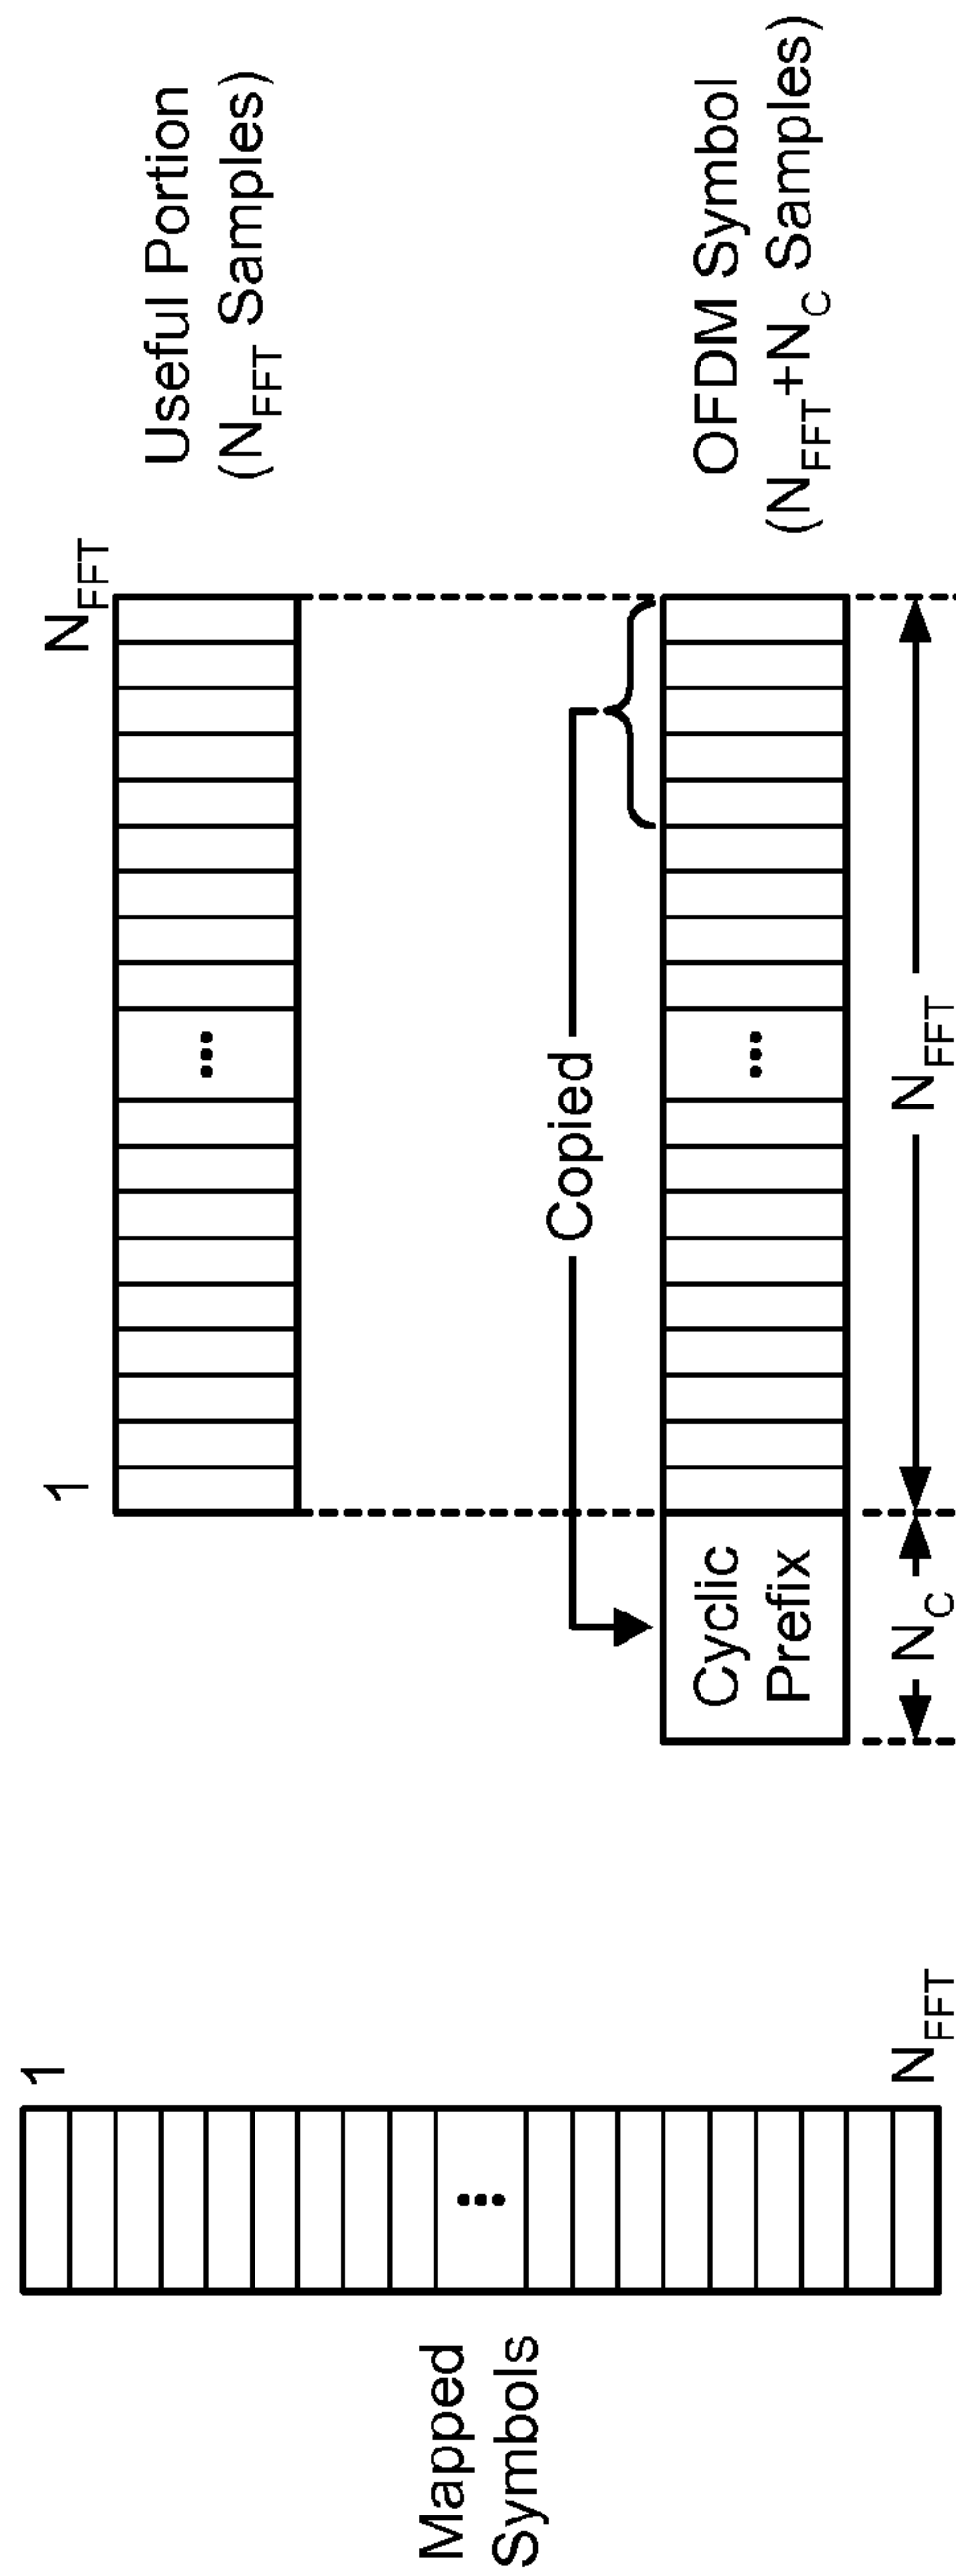 Mapped
Symbols
1
...
N_FFT
1
N_FFT
...
Useful Portion
(N_FFT Samples)
Copied
Cyclic
Prefix
...
OFDM Symbol
(N_FFT+N_C Samples)
N_C
N_FFT